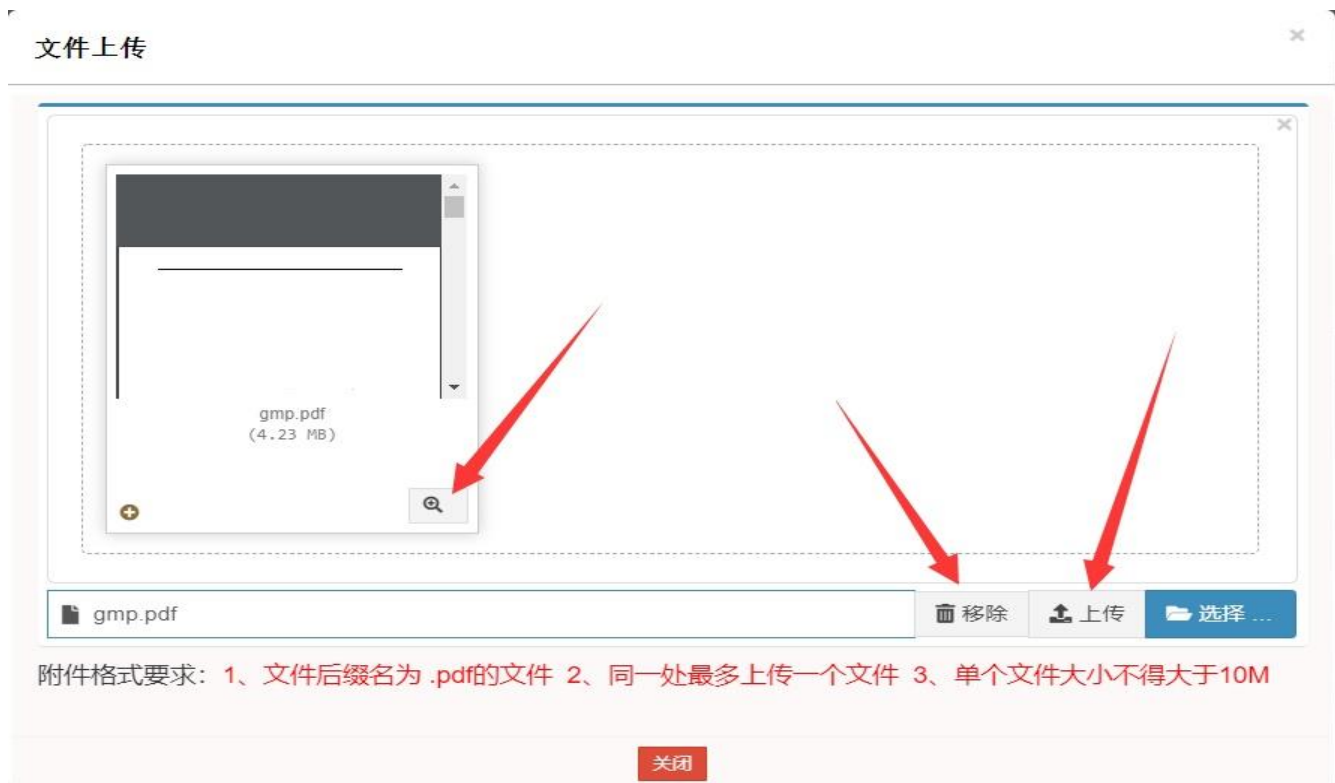 文件上传
gmp.pdf
(4.23 MB)
gmp.pdf
移除 上传 选择 ...
附件格式要求：1、文件后缀名为 .pdf的文件 2、同一处最多上传一个文件 3、单个文件大小不得大于10M
关闭